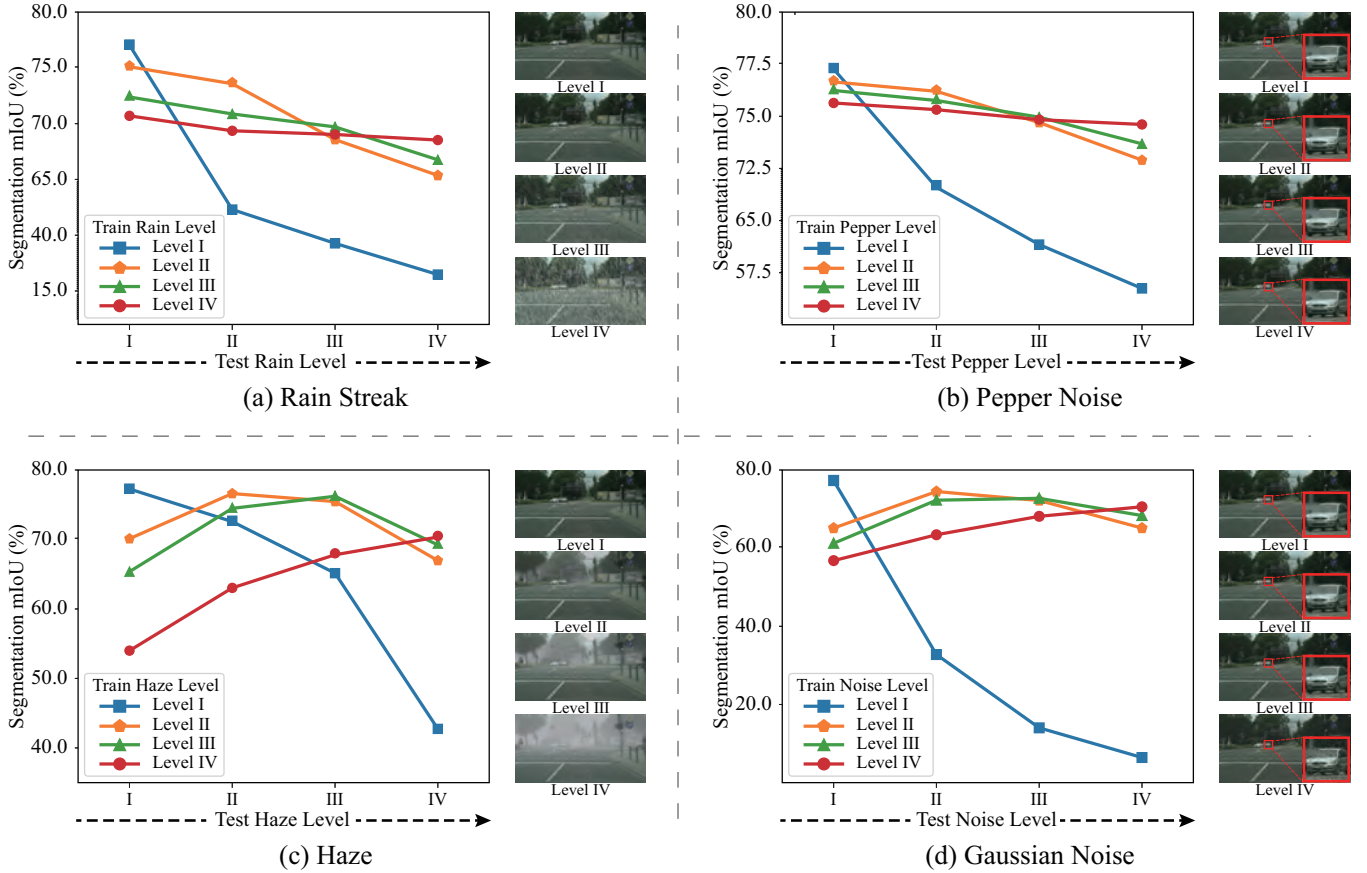 80.0
75.0
70.0
65.0
40.0
15.0
Segmentation mIoU (%)
Train Rain Level
Level I
Level II
Level III
Level IV
I
II
III
IV
Test Rain Level
Level I
Level II
Level III
Level IV
(a) Rain Streak
80.0
77.5
75.0
72.5
65.0
57.5
Segmentation mIoU (%)
Train Pepper Level
Level I
Level II
Level III
Level IV
I
II
III
IV
Test Pepper Level
Level I
Level II
Level III
Level IV
(b) Pepper Noise
80.0
70.0
60.0
50.0
40.0
Segmentation mIoU (%)
Train Haze Level
Level I
Level II
Level III
Level IV
I
II
III
IV
Test Haze Level
Level I
Level II
Level III
Level IV
(c) Haze
80.0
60.0
40.0
20.0
Segmentation mIoU (%)
Train Noise Level
Level I
Level II
Level III
Level IV
I
II
III
IV
Test Noise Level
Level I
Level II
Level III
Level IV
(d) Gaussian Noise